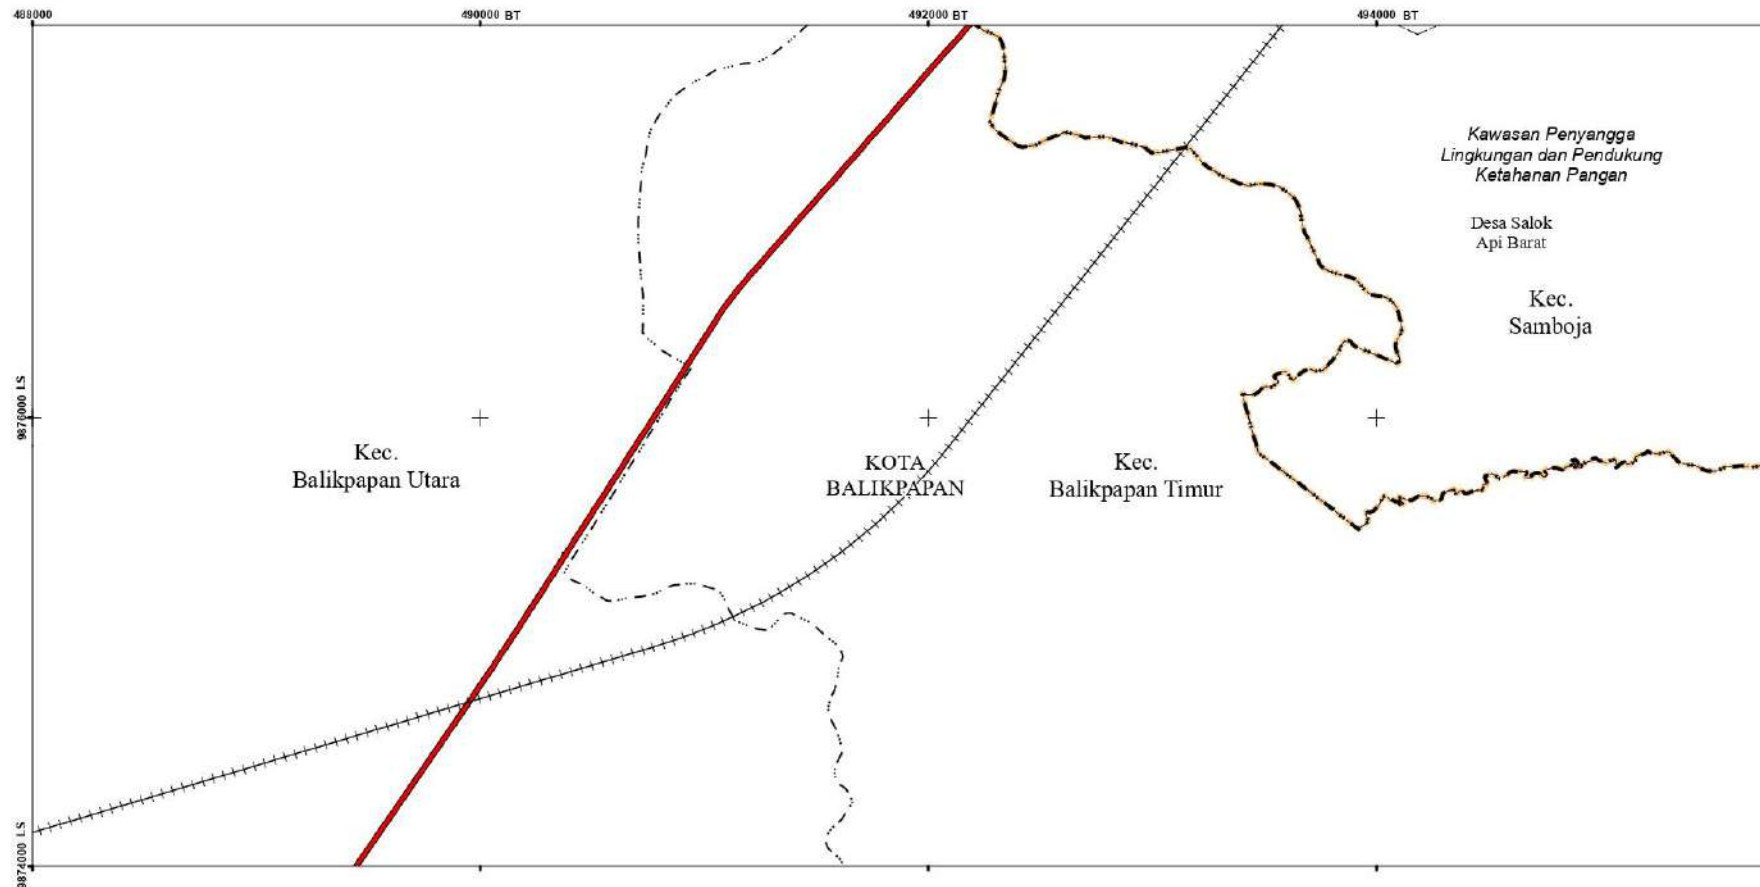 488000
490000 BT
492000 BT
494000 BT
Kawasan Penyangga
Lingkungan dan Pendukung
Ketahanan Pangan
Desa Salok
Api Barat
Kec.
Samboja
9876000 LS
Kec.
Balikpapan Utara
KOTA
BALIKPAPAN
Kec.
Balikpapan Timur
9874000 LS